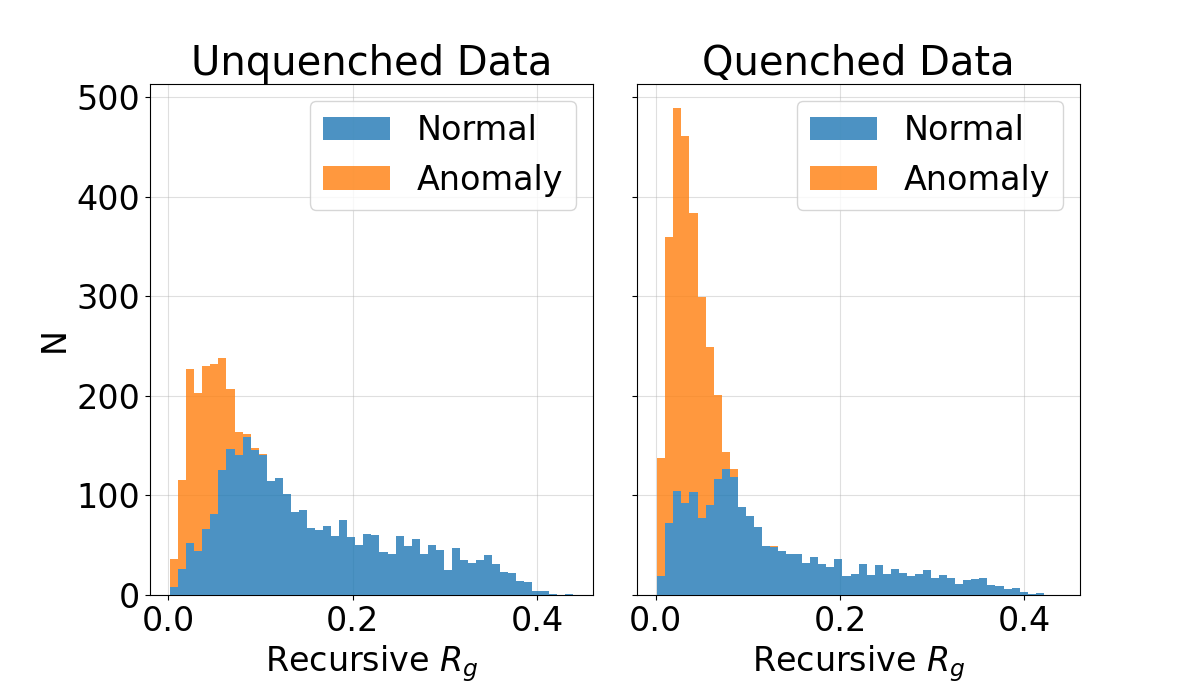 Unquenched Data
Quenched Data
500
400
300
200
100
0
N
Normal
Anomaly
Normal
Anomaly
0.0
0.2
0.4
0.0
0.2
0.4
Recursive $R_g$
Recursive $R_g$